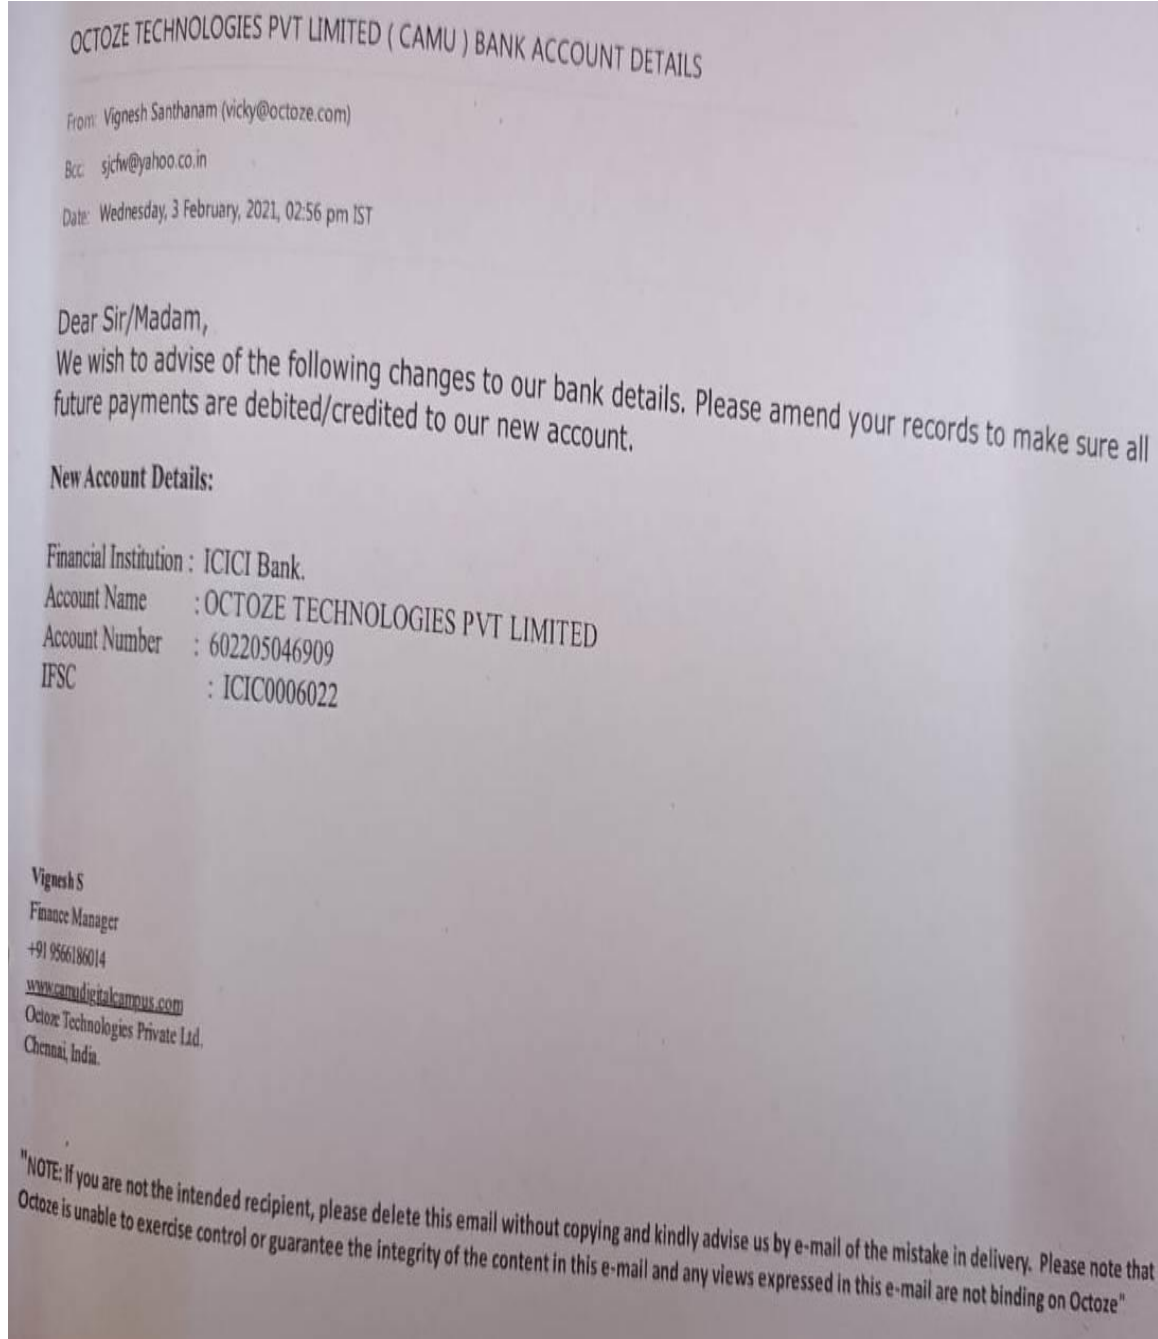 OCTOZE TECHNOLOGIES PVT LIMITED ( CAMU ) BANK ACCOUNT DETAILS
From: Vignesh Santhanam (vicky@octoze.com)
Bcc: sjcfw@yahoo.co.in
Date: Wednesday, 3 February, 2021, 02:56 pm IST
Dear Sir/Madam,
We wish to advise of the following changes to our bank details. Please amend your records to make sure all
future payments are debited/credited to our new account.
New Account Details:
Financial Institution : ICICI Bank.
Account Name : OCTOZE TECHNOLOGIES PVT LIMITED
Account Number : 602205046909
IFSC : ICIC0006022
Vignesh S
Finance Manager
+91 9566186014
www.camudigitalcampus.com
Octoze Technologies Private Ltd.
Chennai, India.
"NOTE: If you are not the intended recipient, please delete this email without copying and kindly advise us by e-mail of the mistake in delivery. Please note that
Octoze is unable to exercise control or guarantee the integrity of the content in this e-mail and any views expressed in this e-mail are not binding on Octoze"